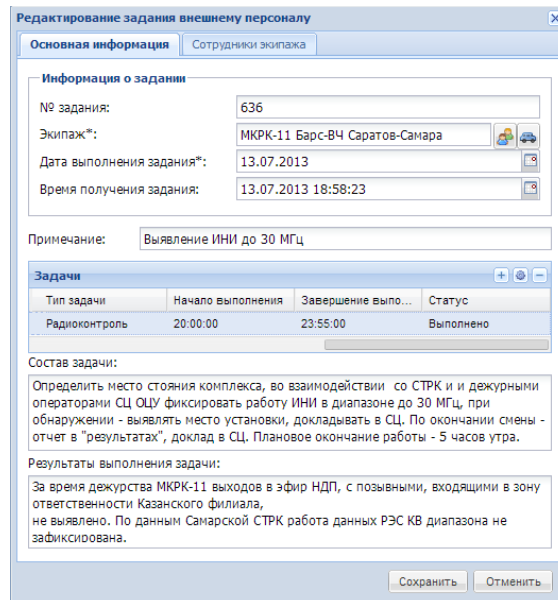 Редактирование задания внешнему персоналу
Основная информация Сотрудники экипажа
Информация о задании
№ задания: 636
Экипаж*: МКРК-11 Барс-ВЧ Саратов-Самара
Дата выполнения задания*: 13.07.2013
Время получения задания: 13.07.2013 18:58:23
Примечание: Выявление ИНИ до 30 МГц
Задачи
Тип задачи Начало выполнения Завершение выпо... Статус
Радиоконтроль 20:00:00 23:55:00 Выполнено
Состав задачи:
Определить место стояния комплекса, во взаимодействии со СТРК и и дежурными
операторами СЦ ОЦУ фиксировать работу ИНИ в диапазоне до 30 МГц, при
обнаружении - выявлять место установки, докладывать в СЦ. По окончании смены -
отчет в "результатах", доклад в СЦ. Плановое окончание работы - 5 часов утра.
Результаты выполнения задачи:
За время дежурства МКРК-11 выходов в эфир НДП, с позывными, входящими в зону
ответственности Казанского филиала,
не выявлено. По данным Самарской СТРК работа данных РЭС КВ диапазона не
зафиксирована.
Сохранить Отменить